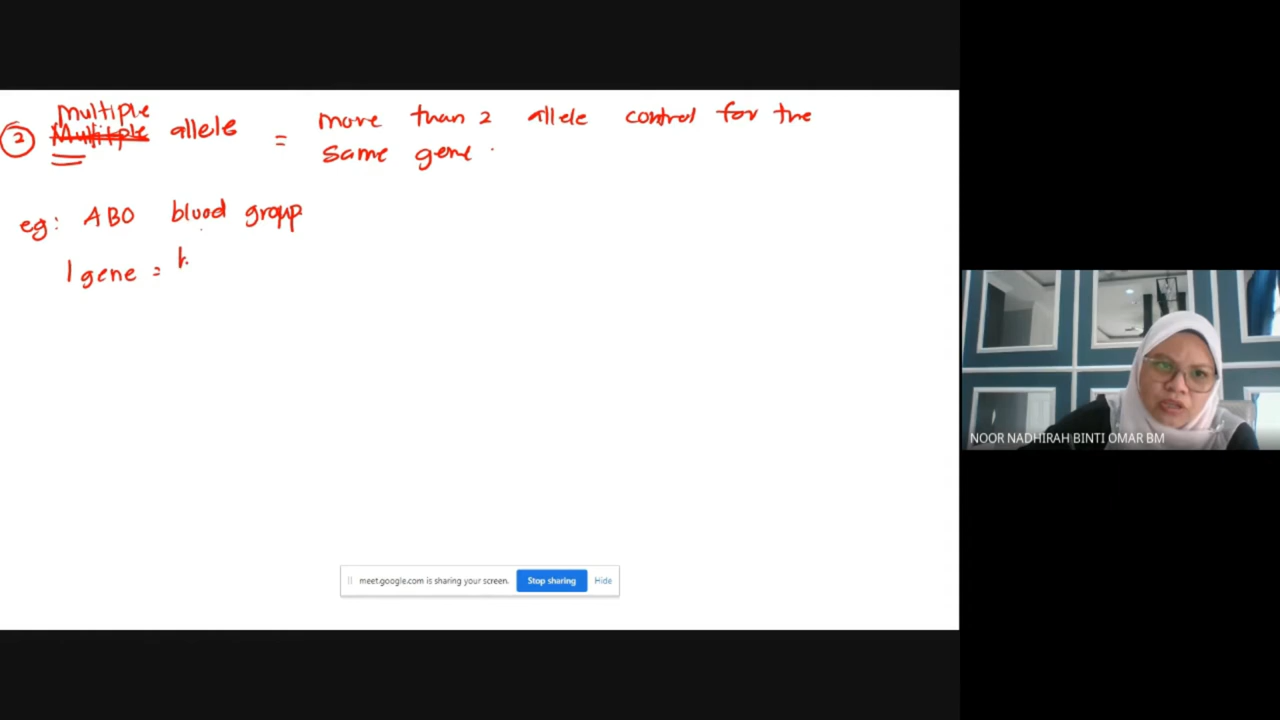 multiple
② Mulitple allele = more than 2 allele control for the
same gene.
eg: ABO blood group
1 gene =
meet.google.com is sharing your screen. Stop sharing Hide
NOOR NADHIRAH BINTI OMAR BM